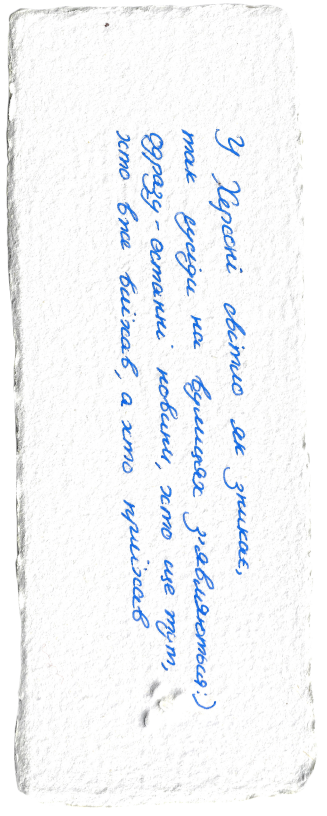 У Херсоні світло як зникає,
так сусіди на вулицях з'являються:)
одразу - останні новини, хто ще тут,
хто вже виїхав, а хто приїхав